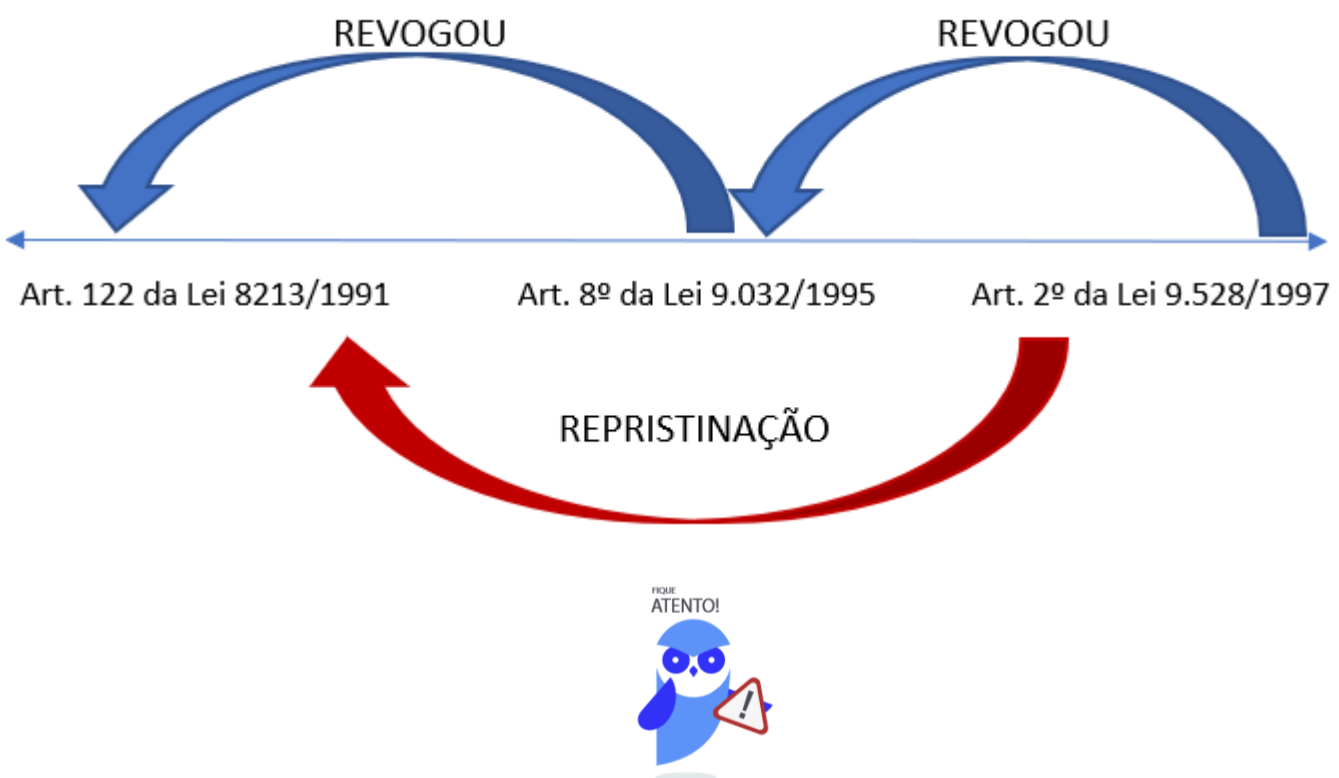 REVOGOU
REVOGOU
Art. 122 da Lei 8213/1991
Art. 8º da Lei 9.032/1995
Art. 2º da Lei 9.528/1997
REPRISTINAÇÃO
FIQUE
ATENTO!
!